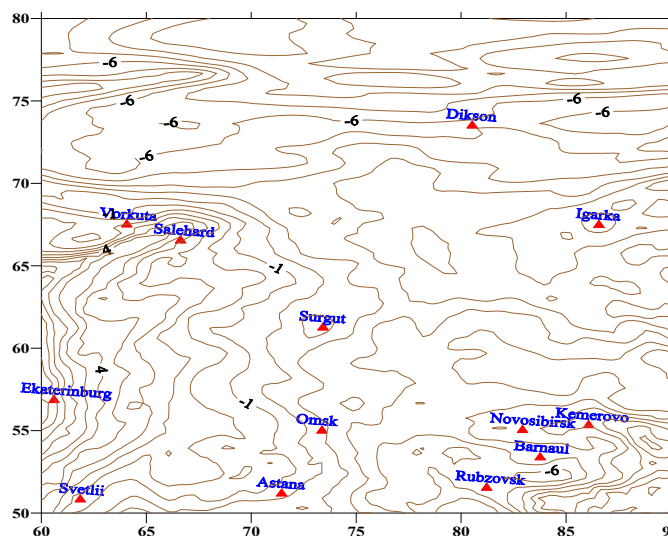 80
-6
75
-6
-6
-6
-6
-6
Dikson
-6
70
Vorkuta
Salehard
Igarka
4
65
-1
Surgut
60
4
Ekaterinburg
-1
Omsk
Novosibirsk
Kemerovo
55
Barnaul
-6
Rubzovsk
Astana
Svetlii
50
60
65
70
75
80
85